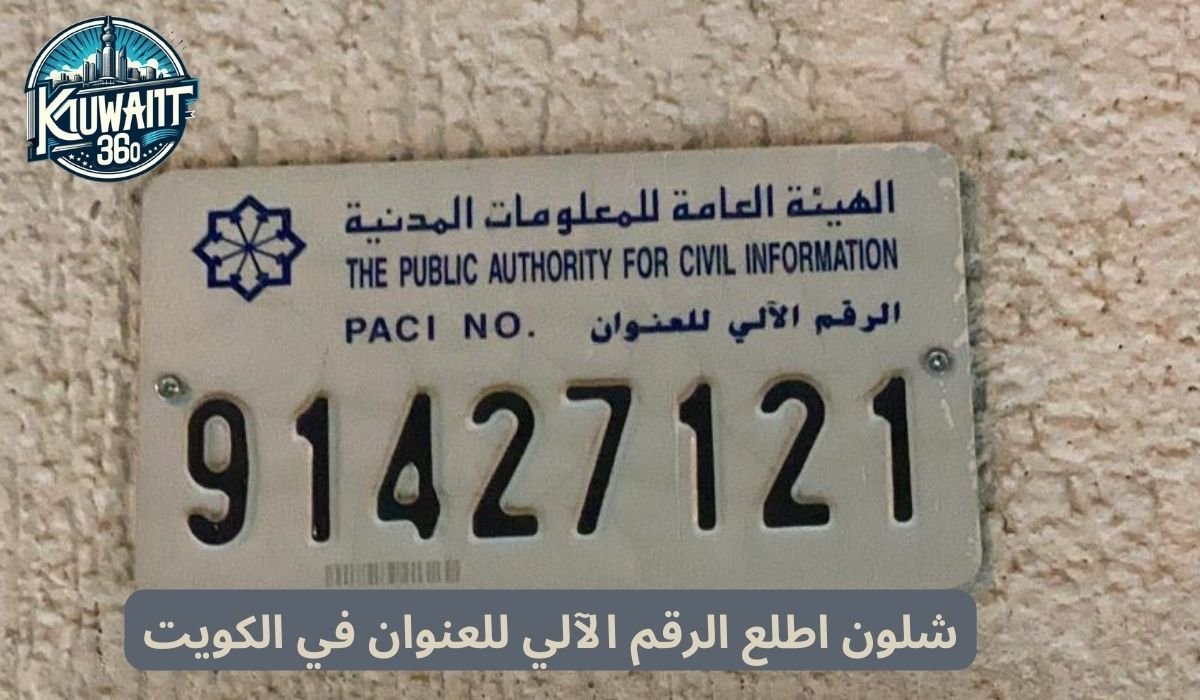 KUWAITT
360
الهيئة العامة للمعلومات المدنية
THE PUBLIC AUTHORITY FOR CIVIL INFORMATION
PACI NO. الرقم الآلي للعنوان
91427121
شلون اطلع الرقم الآلي للعنوان في الكويت